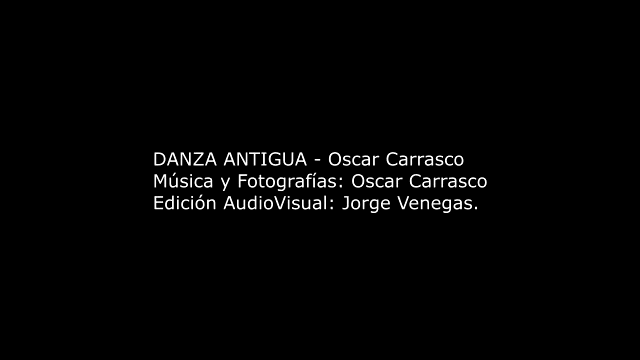 DANZA ANTIGUA - Oscar Carrasco
Música y Fotografías: Oscar Carrasco
Edición AudioVisual: Jorge Venegas.